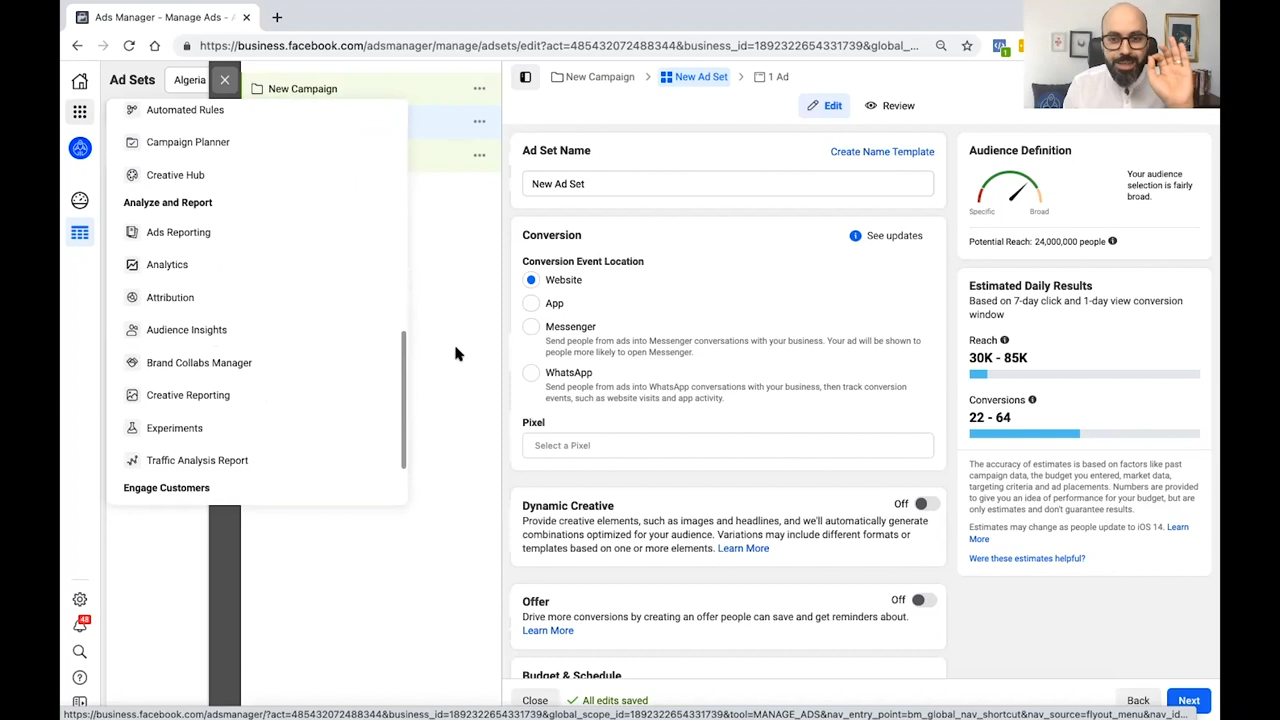 Ads Manager - Manage Ads - A
https://business.facebook.com/adsmanager/manage/adsets/edit?act=485432072488344&business_id=1892322654331739&global_...
1
Ad Sets
Algeria
Automated Rules
Campaign Planner
Creative Hub
Analyze and Report
Ads Reporting
Analytics
Attribution
Audience Insights
Brand Collabs Manager
Creative Reporting
Experiments
Traffic Analysis Report
Engage Customers
48
New Campaign
New Campaign
New Ad Set
1 Ad
Edit
Review
Ad Set Name
Create Name Template
New Ad Set
Conversion
See updates
Conversion Event Location
Website
App
Messenger
Send people from ads into Messenger conversations with your business. Your ad will be shown to
people more likely to open Messenger.
WhatsApp
Send people from ads into WhatsApp conversations with your business, then track conversion
events, such as website visits and app activity.
Pixel
Select a Pixel
Dynamic Creative
Off
Provide creative elements, such as images and headlines, and we'll automatically generate
combinations optimized for your audience. Variations may include different formats or
templates based on one or more elements. Learn More
Offer
Off
Drive more conversions by creating an offer people can save and get reminders about.
Learn More
Budget & Schedule
Close
All edits saved
Back
Next
Audience Definition
Your audience
selection is fairly
broad.
Specific
Broad
Potential Reach: 24,000,000 people
Estimated Daily Results
Based on 7-day click and 1-day view conversion
window
Reach
30K - 85K
Conversions
22 - 64
The accuracy of estimates is based on factors like past
campaign data, the budget you entered, market data,
targeting criteria and ad placements. Numbers are provided
to give you an idea of performance for your budget, but are
only estimates and don't guarantee results.
Estimates may change as people update to iOS 14. Learn
More
Were these estimates helpful?
https://business.facebook.com/adsmanager/?act=485432072488344&business_id=1892322654331739&global_scope_id=1892322654331739&tool=MANAGE_ADS&nav_entry_point=bm_global_nav_shortcut&nav_source=flyout_menu&nav_id...